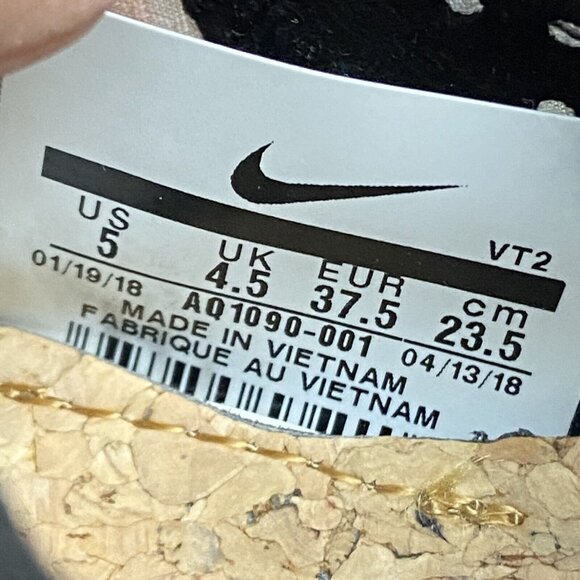 VT2
US UK EUR cm
5 4.5 37.5 23.5
01/19/18 AQ1090-001 04/13/18
MADE IN VIETNAM
FABRIQUE AU VIETNAM